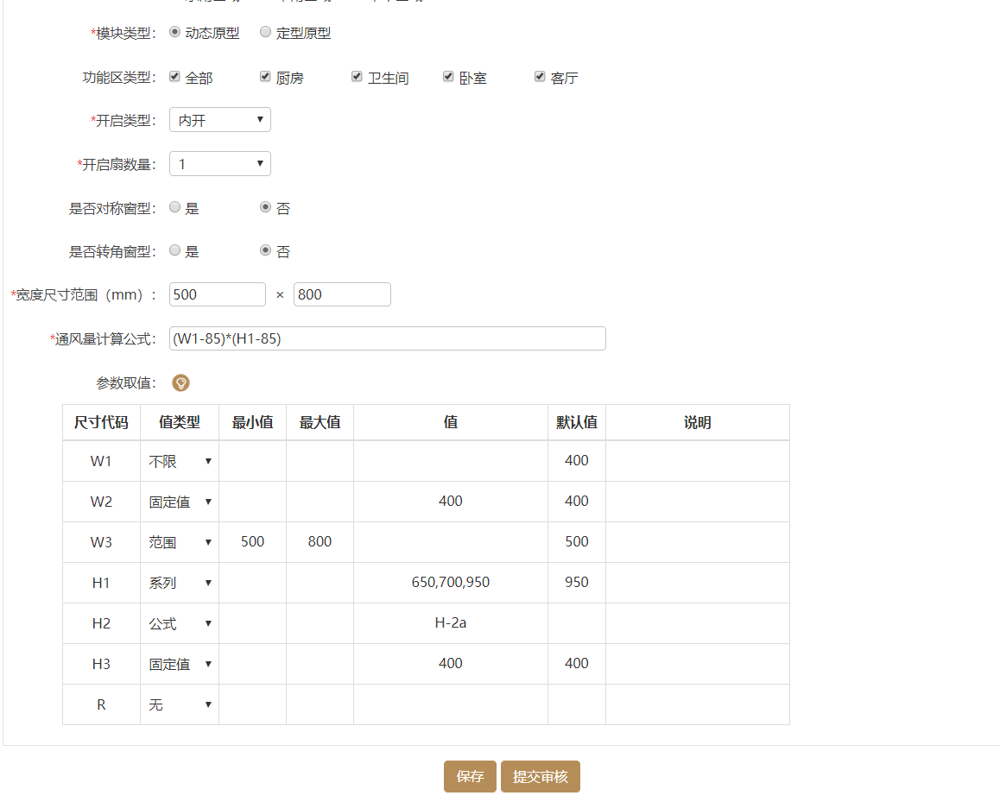 *模块类型： 动态原型 定型原型
功能区类型： 全部 厨房 卫生间 卧室 客厅
*开启类型： 内开
*开启扇数量： 1
是否对称窗型： 是 否
是否转角窗型： 是 否
*宽度尺寸范围（mm）： 500 × 800
*通风量计算公式： (W1-85)*(H1-85)
参数取值：
尺寸代码 值类型 最小值 最大值 值 默认值 说明
W1 不限 400
W2 固定值 400 400
W3 范围 500 800 500
H1 系列 650,700,950 950
H2 公式 H-2a
H3 固定值 400 400
R 无
保存 提交审核